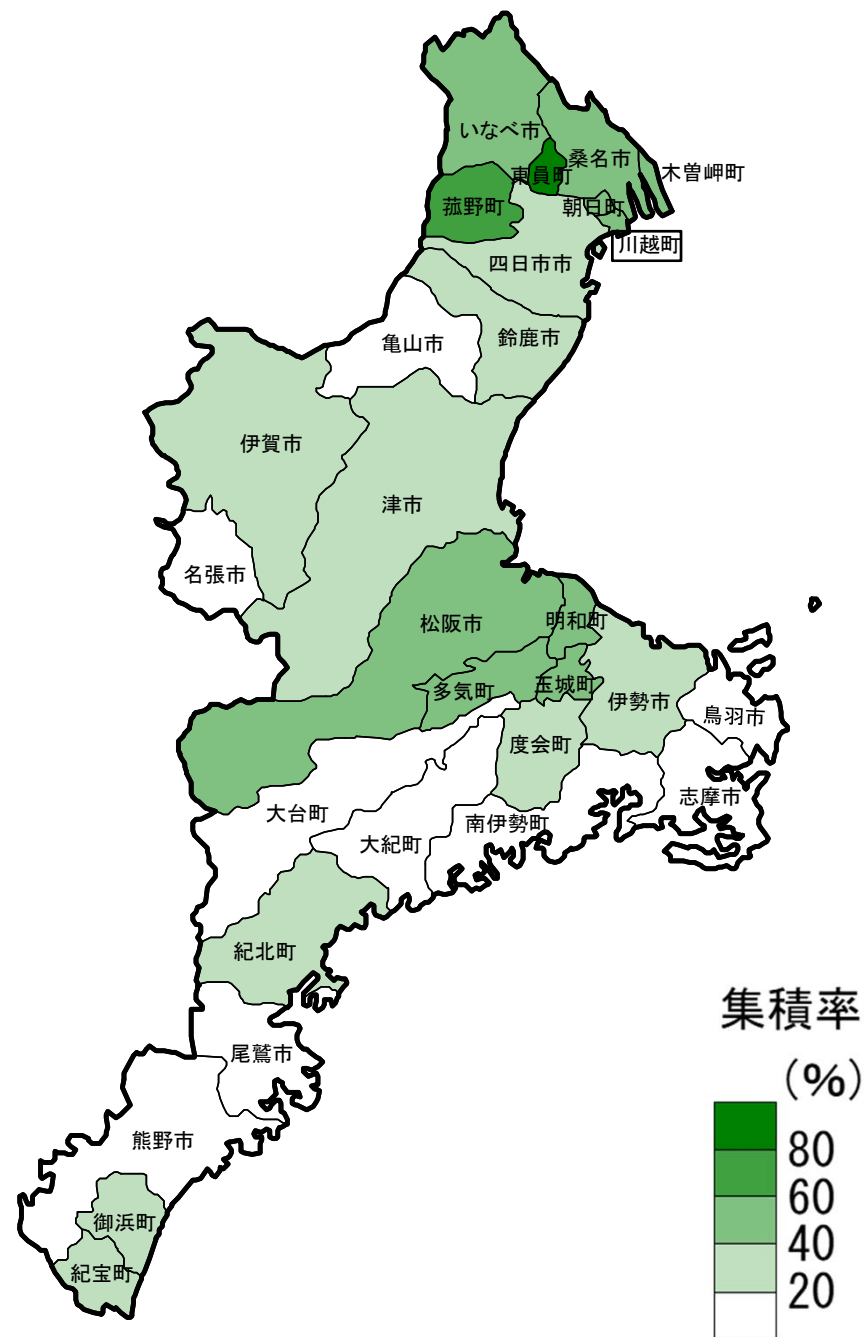 いなべ市
桑名市
東員町
木曽岬町
菰野町
朝日町
川越町
四日市市
鈴鹿市
亀山市
伊賀市
津市
名張市
松阪市
明和町
多気町
玉城町
伊勢市
鳥羽市
度会町
志摩市
大台町
南伊勢町
大紀町
紀北町
尾鷲市
熊野市
御浜町
紀宝町
集積率
(%)
80
60
40
20